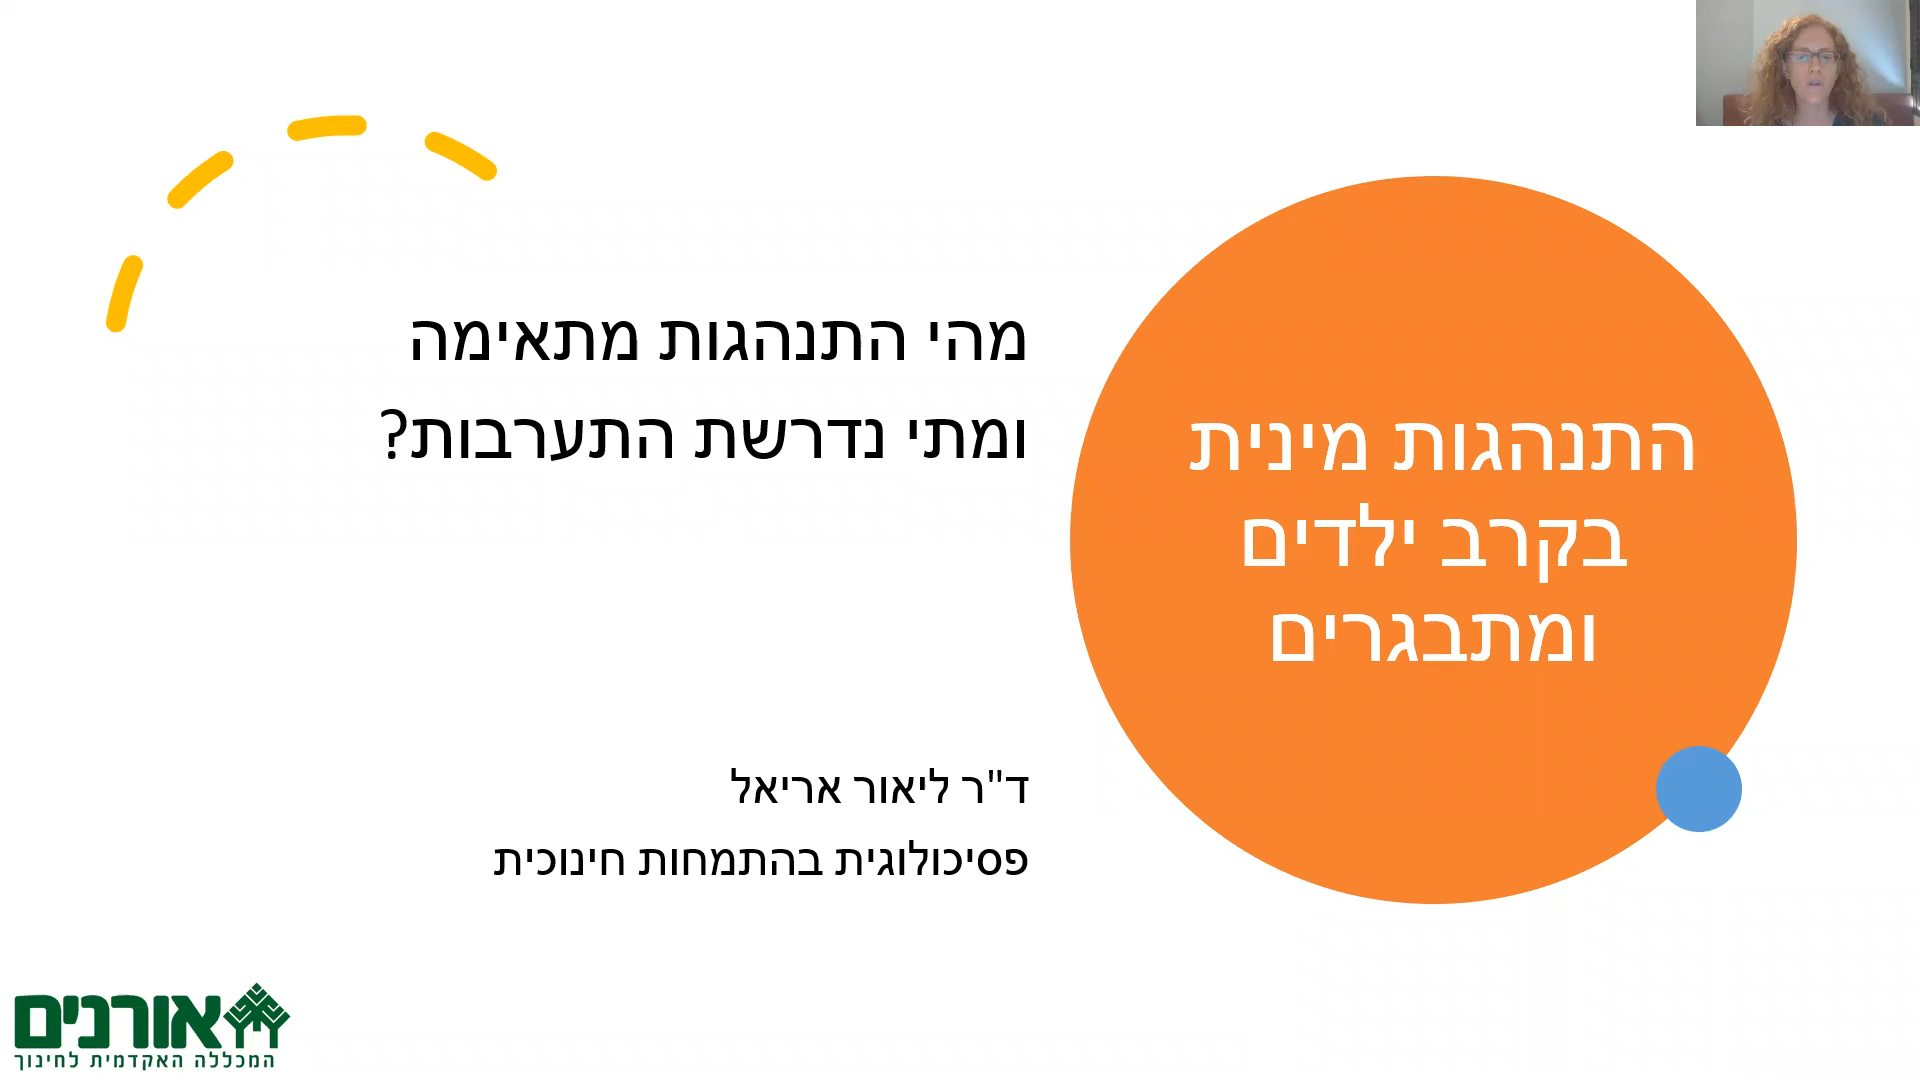 התנהגות מינית
בקרב ילדים
ומתבגרים
מהי התנהגות מתאימה
ומתי נדרשת התערבות?
ד"ר ליאור אריאל
פסיכולוגית בהתמחות חינוכית
אורנים
המכללה האקדמית לחינוך